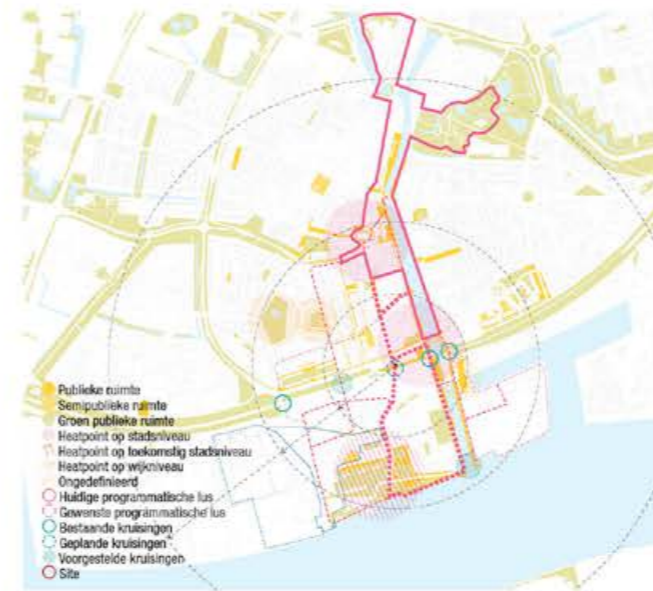 Publieke ruimte
Semipublieke ruimte
Groen publieke ruimte
Heatpoint op stadsniveau
Heatpoint op toekomstig stadsniveau
Heatpoint op wijkniveau
Ongedefinieerd
Huidige programmatische lus
Gewenste programmatische lus
Bestaande kruisingen
Geplande kruisingen
Voorgestelde kruisingen
Site